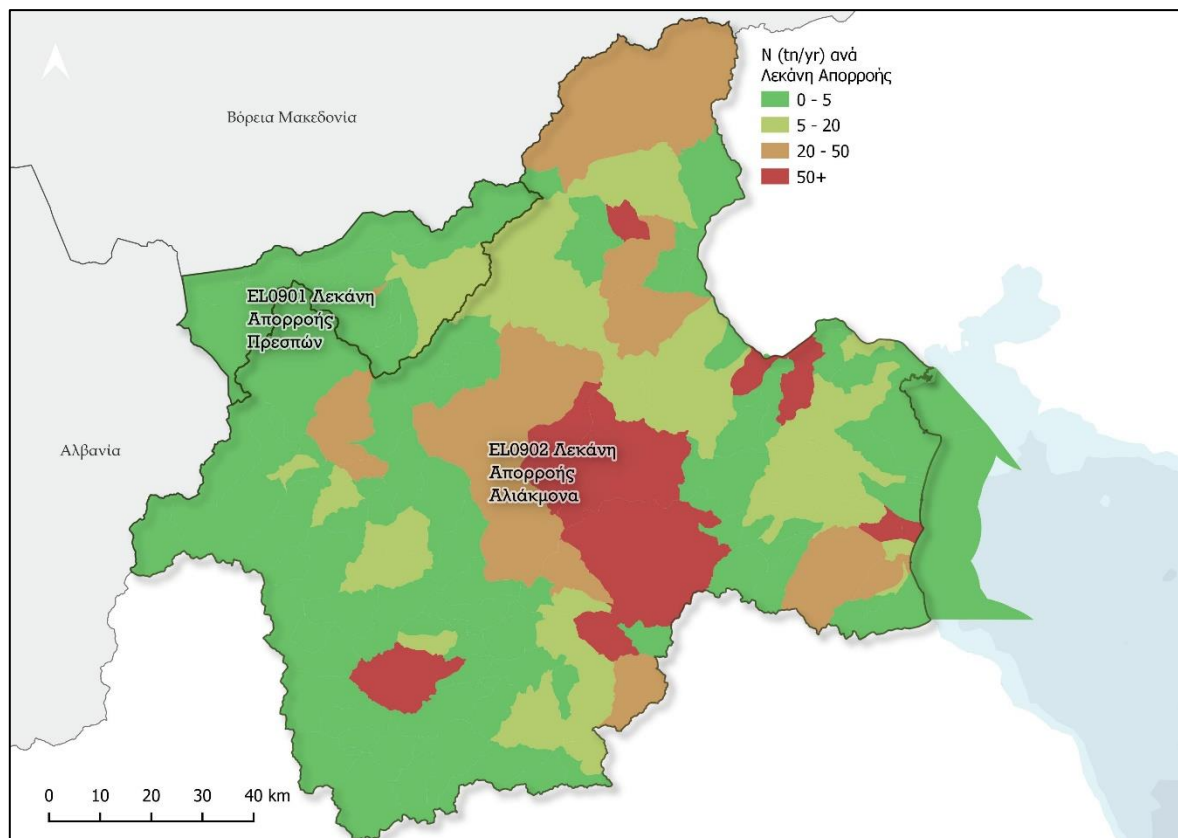 Βόρεια Μακεδονία
Ν (tn/yr) ανά
Λεκάνη Απορροής
0 - 5
5 - 20
20 - 50
50+
EL0901 Λεκάνη
Απορροής
Πρεσπών
Αλβανία
EL0902 Λεκάνη
Απορροής
Αλιάκμονα
0 10 20 30 40 km